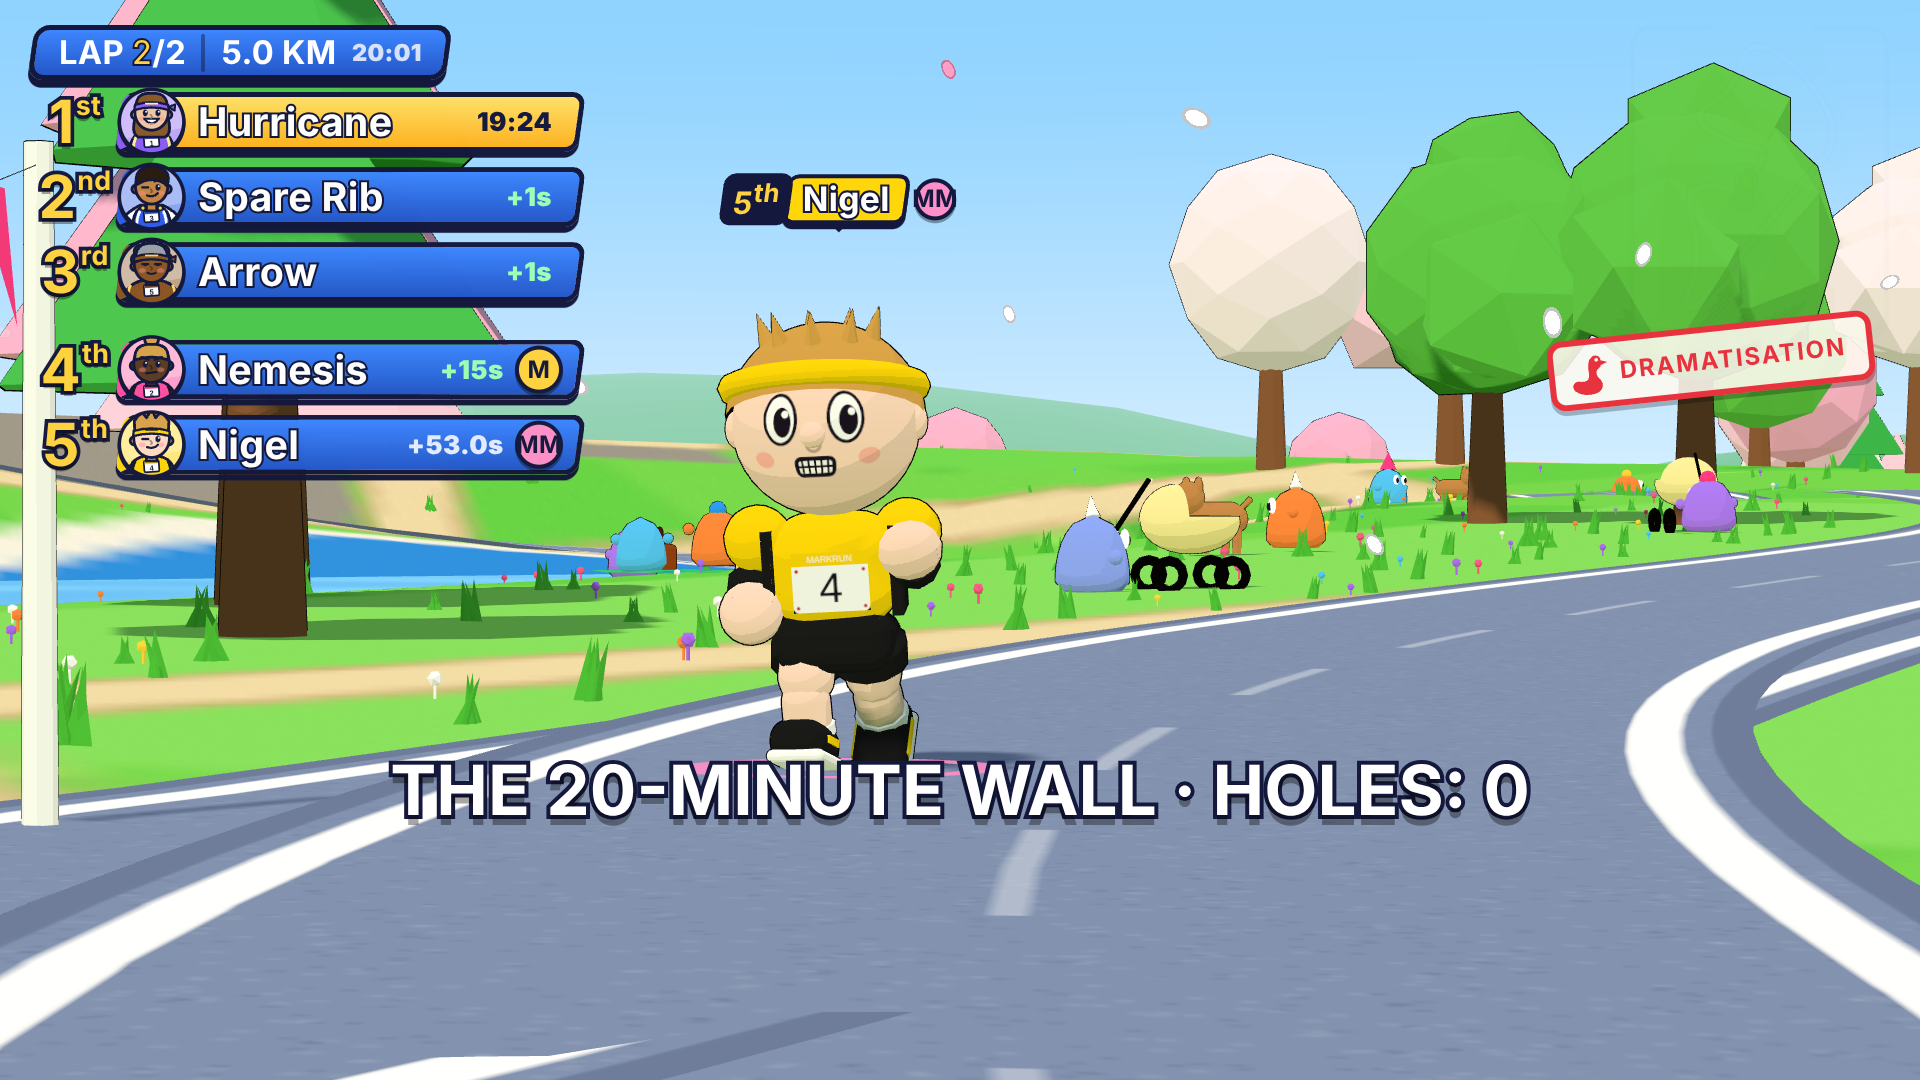 LAP 2/2 5.0 KM 20:01
1st Hurricane 19:24
2nd Spare Rib +1s
3rd Arrow +1s
4th Nemesis +15s M
5th Nigel +53.0s MM
5th Nigel MM
DRAMATISATION
MARKRUN
4
THE 20-MINUTE WALL · HOLES: 0